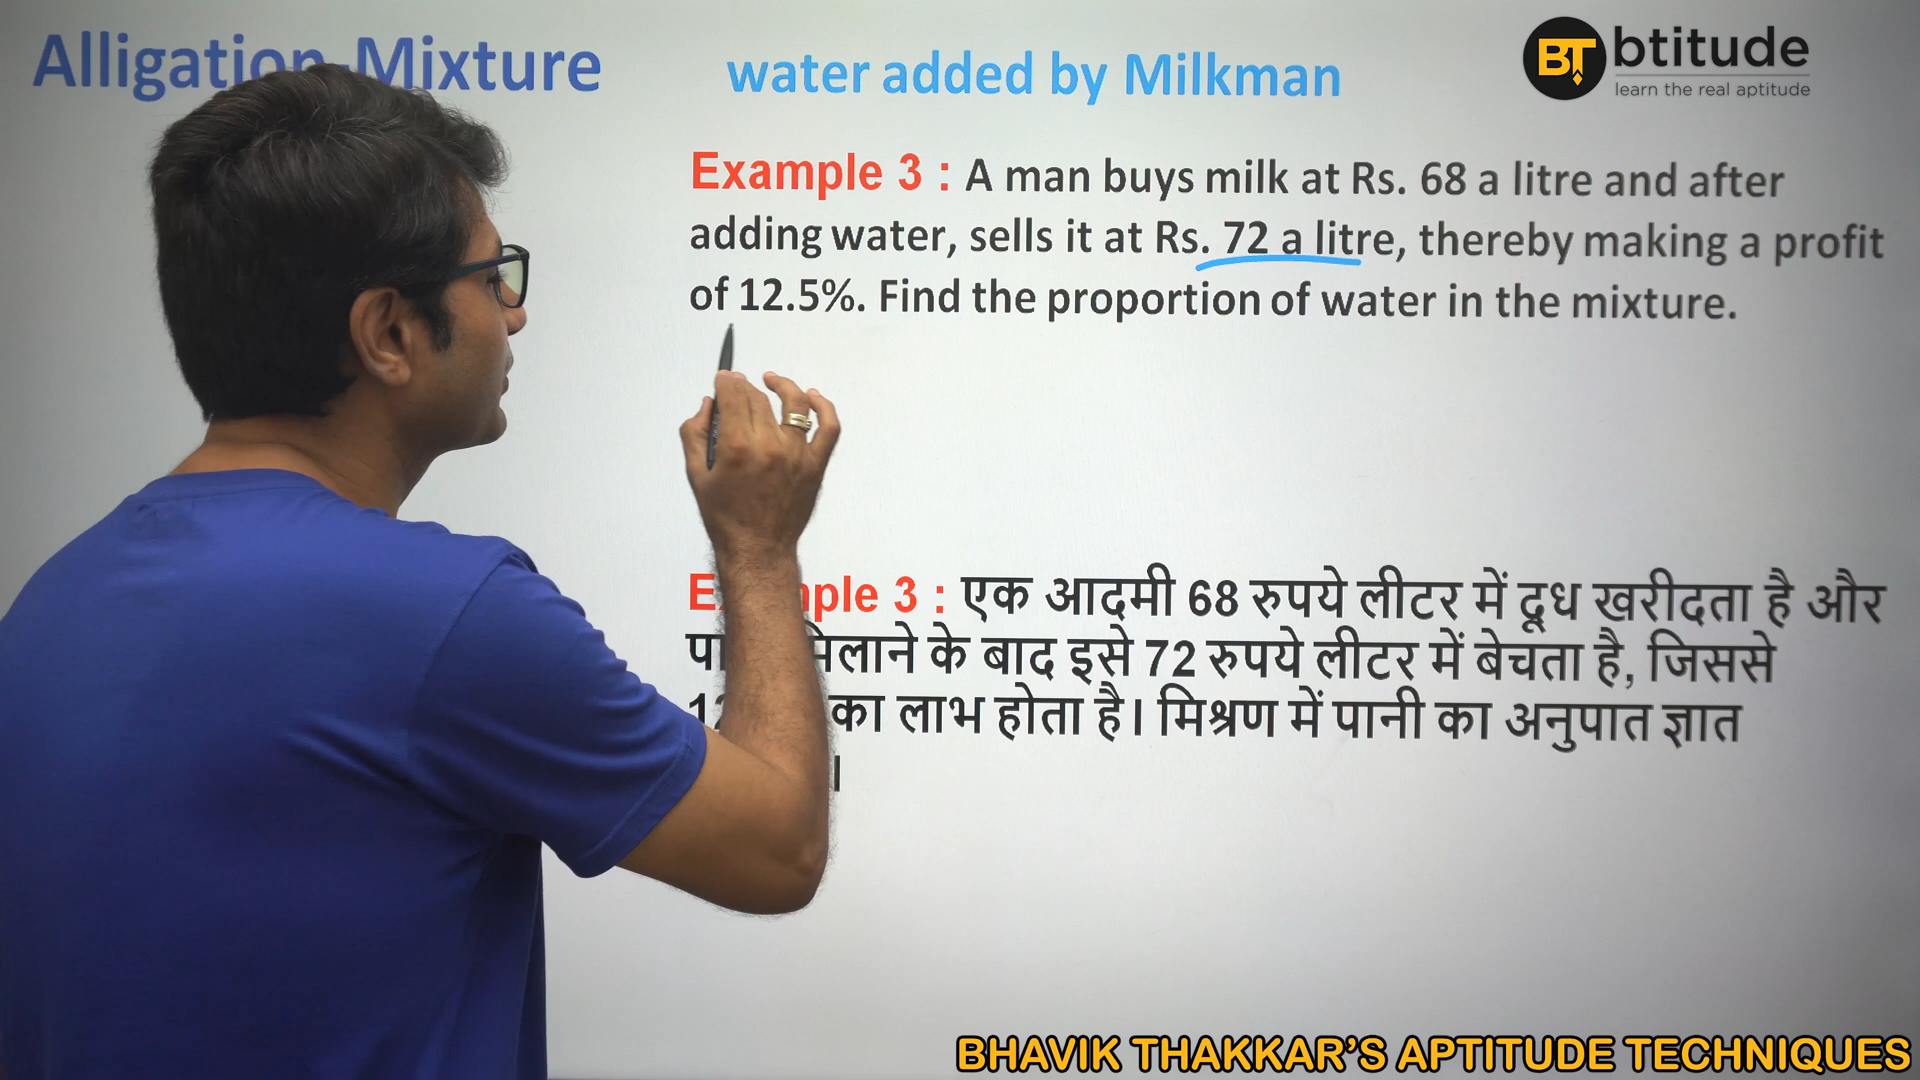 Alligation-Mixture
water added by Milkman
BT btitude
learn the real aptitude
Example 3 : A man buys milk at Rs. 68 a litre and after
adding water, sells it at Rs. 72 a litre, thereby making a profit
of 12.5%. Find the proportion of water in the mixture.
3 : एक आदमी 68 रुपये लीटर में दूध खरीदता है और
के बाद इसे 72 रुपये लीटर में बेचता है, जिससे
का लाभ होता है। मिश्रण में पानी का अनुपात ज्ञात
BHAVIK THAKKAR'S APTITUDE TECHNIQUES